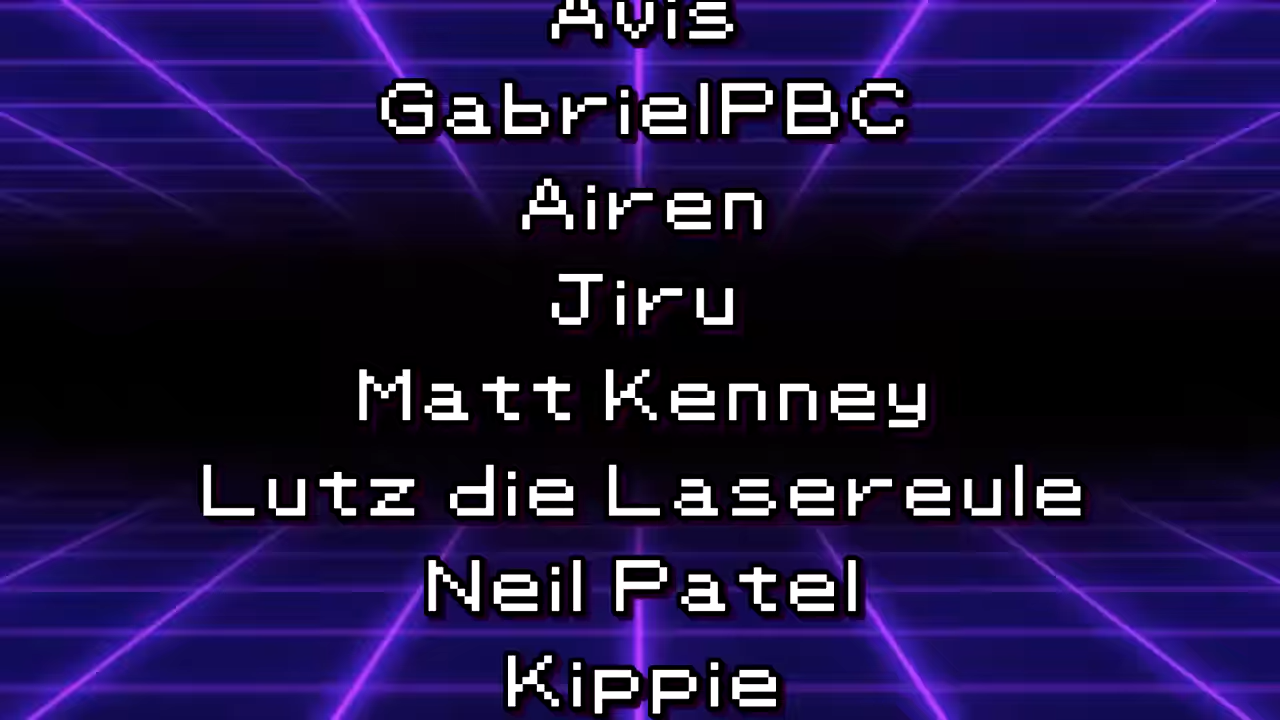 Avis
GabrielPBC
Airen
Jiru
Matt Kenney
Lutz die Lasereule
Neil Patel
Kippie